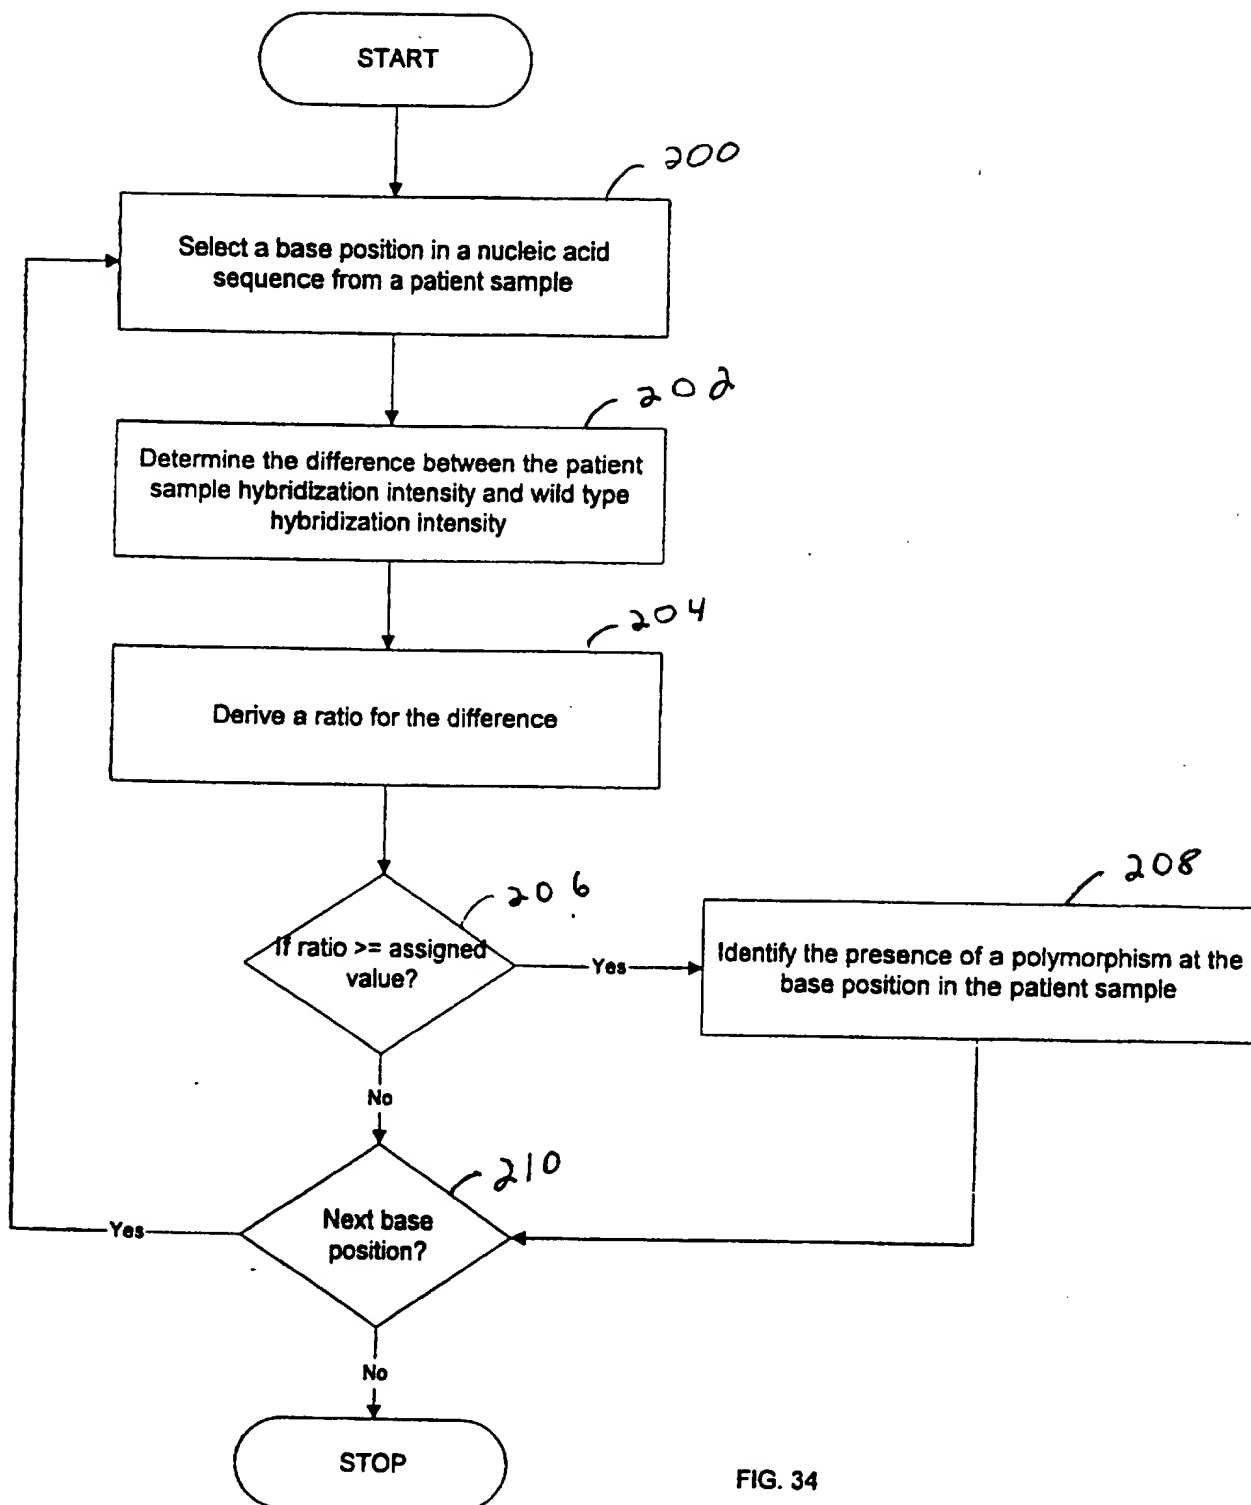 START
200
Select a base position in a nucleic acid
sequence from a patient sample
202
Determine the difference between the patient
sample hybridization intensity and wild type
hybridization intensity
204
Derive a ratio for the difference
206
If ratio >= assigned
value?
Yes
208
Identify the presence of a polymorphism at the
base position in the patient sample
No
210
Next base
position?
Yes
No
STOP
FIG. 34